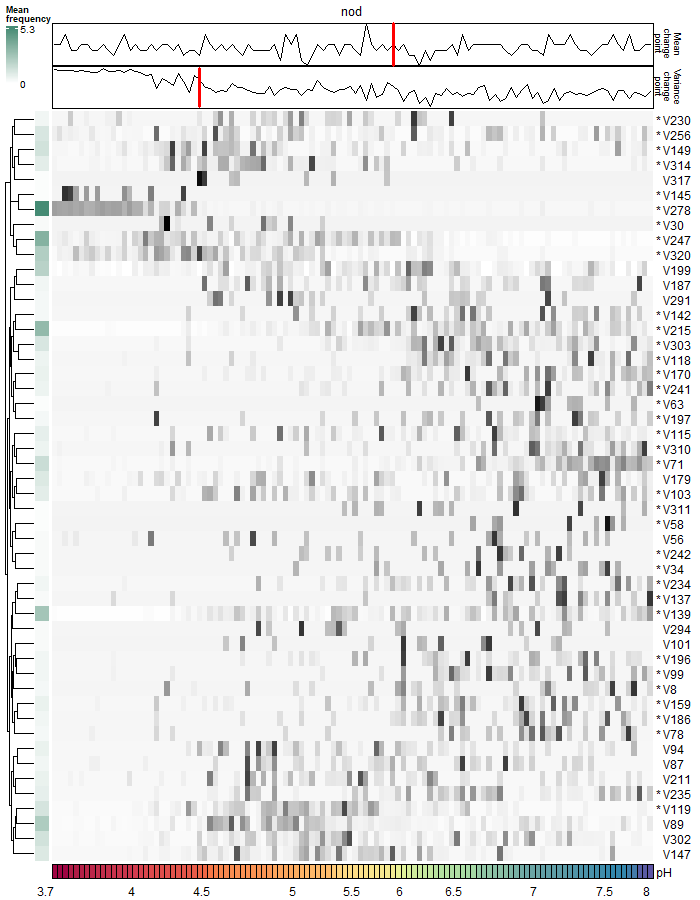 nod
Mean
frequency
5.3
0
Mean
change
point
Variance
change
point
* V230
* V256
* V149
* V314
V317
* V145
* V278
* V30
* V247
* V320
V199
V187
V291
* V142
* V215
* V303
* V118
* V170
* V241
* V63
* V197
* V115
* V310
* V71
V179
* V103
* V311
* V58
V56
* V242
* V34
* V234
* V137
* V139
V294
V101
* V196
* V99
* V8
* V159
* V186
* V78
V94
V87
V211
* V235
* V119
V89
V302
V147
pH
3.7 4 4.5 5 5.5 6 6.5 7 7.5 8